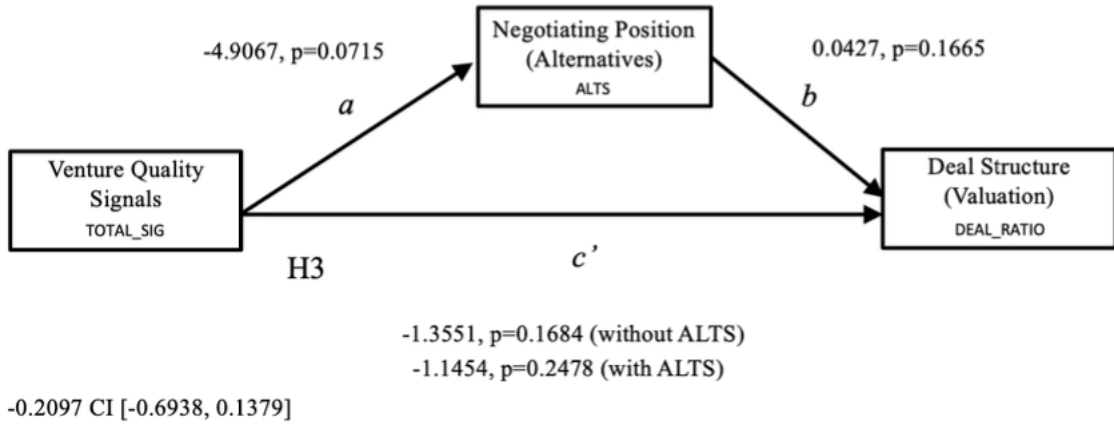 Negotiating Position
(Alternatives)
ALTS
-4.9067, p=0.0715
0.0427, p=0.1665
a
b
Venture Quality
Signals
TOTAL_SIG
Deal Structure
(Valuation)
DEAL_RATIO
H3
c’
-1.3551, p=0.1684 (without ALTS)
-1.1454, p=0.2478 (with ALTS)
-0.2097 CI [-0.6938, 0.1379]